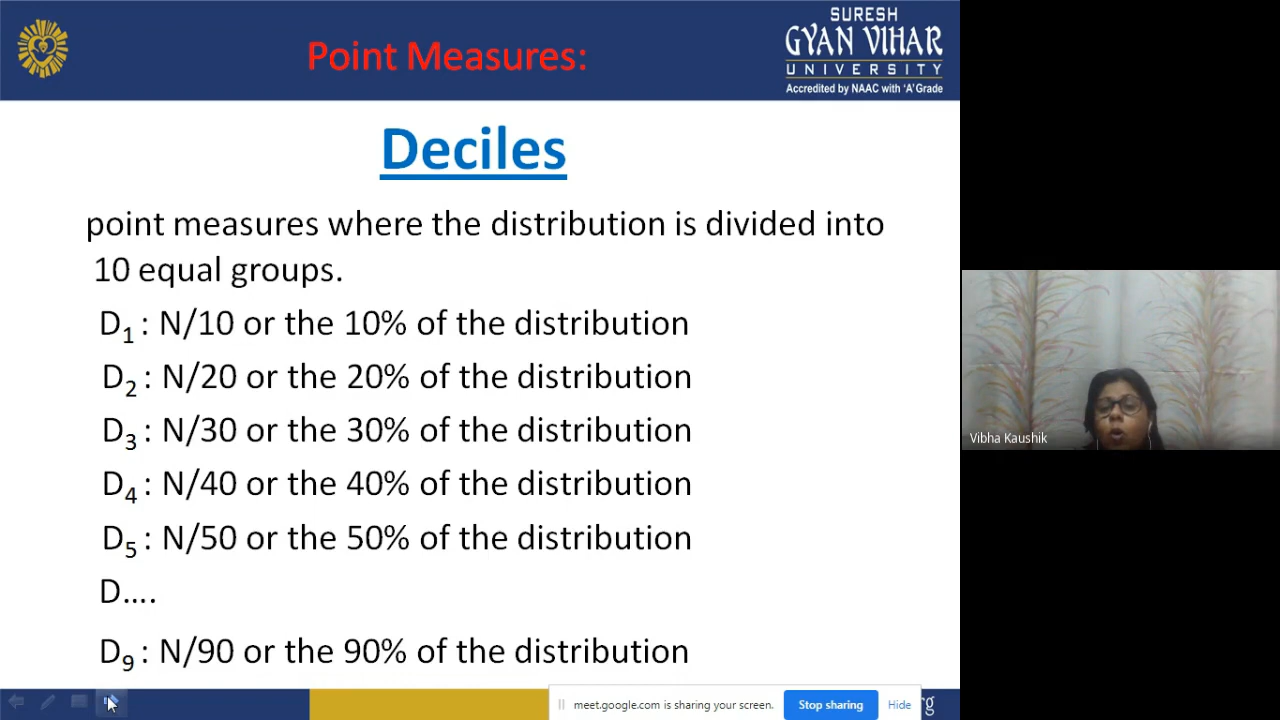 Point Measures:
SURESH
GYAN VIHAR
UNIVERSITY
Accredited by NAAC with 'A' Grade
Deciles
point measures where the distribution is divided into
10 equal groups.
D₁ : N/10 or the 10% of the distribution
D₂ : N/20 or the 20% of the distribution
D₃ : N/30 or the 30% of the distribution
D₄ : N/40 or the 40% of the distribution
D₅ : N/50 or the 50% of the distribution
D....
D₉ : N/90 or the 90% of the distribution
Vibha Kaushik
meet.google.com is sharing your screen.
Stop sharing
Hide